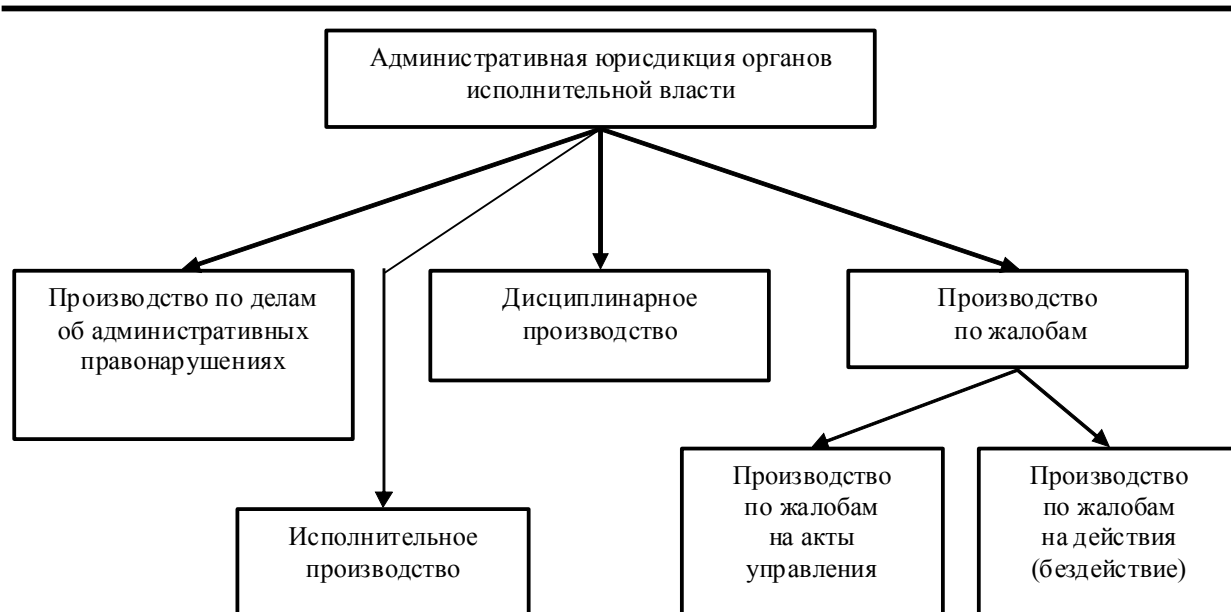 Административная юрисдикция органов
исполнительной власти
Производство по делам
об административных
правонарушениях
Дисциплинарное
производство
Производство
по жалобам
Исполнительное
производство
Производство
по жалобам
на акты
управления
Производство
по жалобам
на действия
(бездействие)